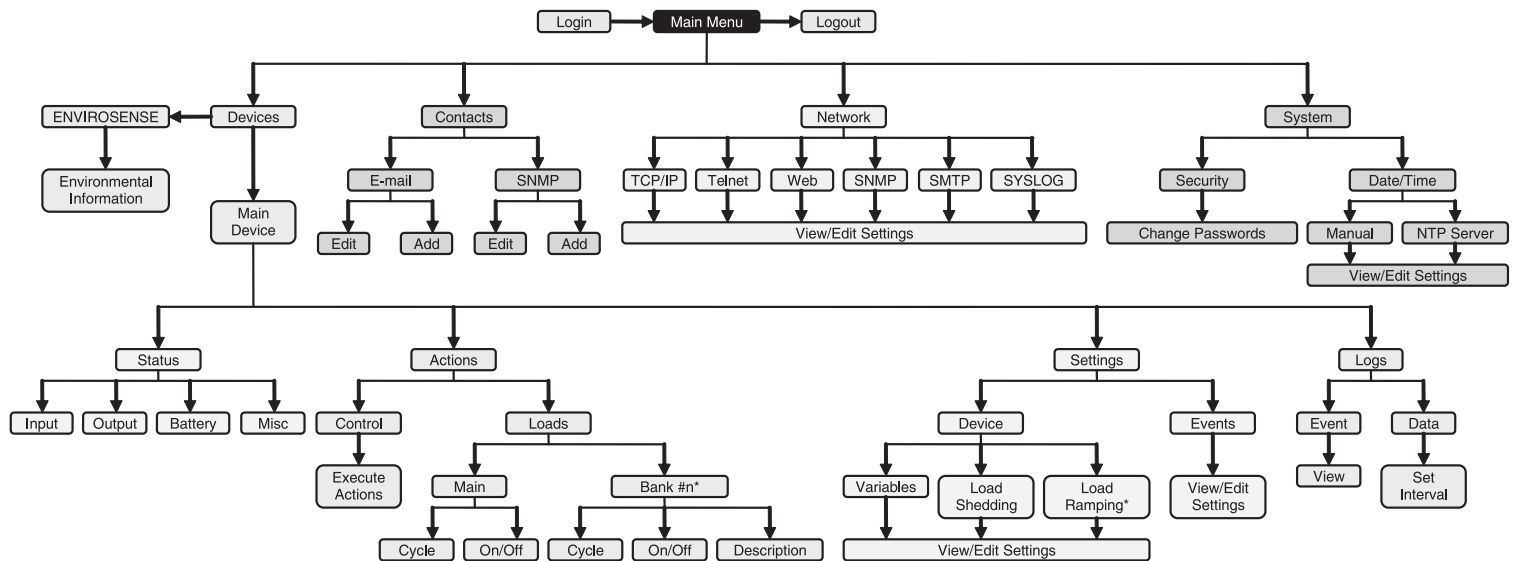 Login
Main Menu
Logout
ENVIROSENSE
Devices
Contacts
Network
System
Environmental
Information
Main
Device
E-mail
SNMP
TCP/IP
Telnet
Web
SNMP
SMTP
SYSLOG
Security
Date/Time
Edit
Add
Edit
Add
View/Edit Settings
Change Passwords
Manual
NTP Server
View/Edit Settings
Status
Actions
Settings
Logs
Input
Output
Battery
Misc
Control
Loads
Device
Events
Event
Data
Execute
Actions
Main
Bank #n*
Variables
Load
Shedding
Load
Ramping*
View/Edit
Settings
View
Set
Interval
Cycle
On/Off
Cycle
On/Off
Description
View/Edit Settings